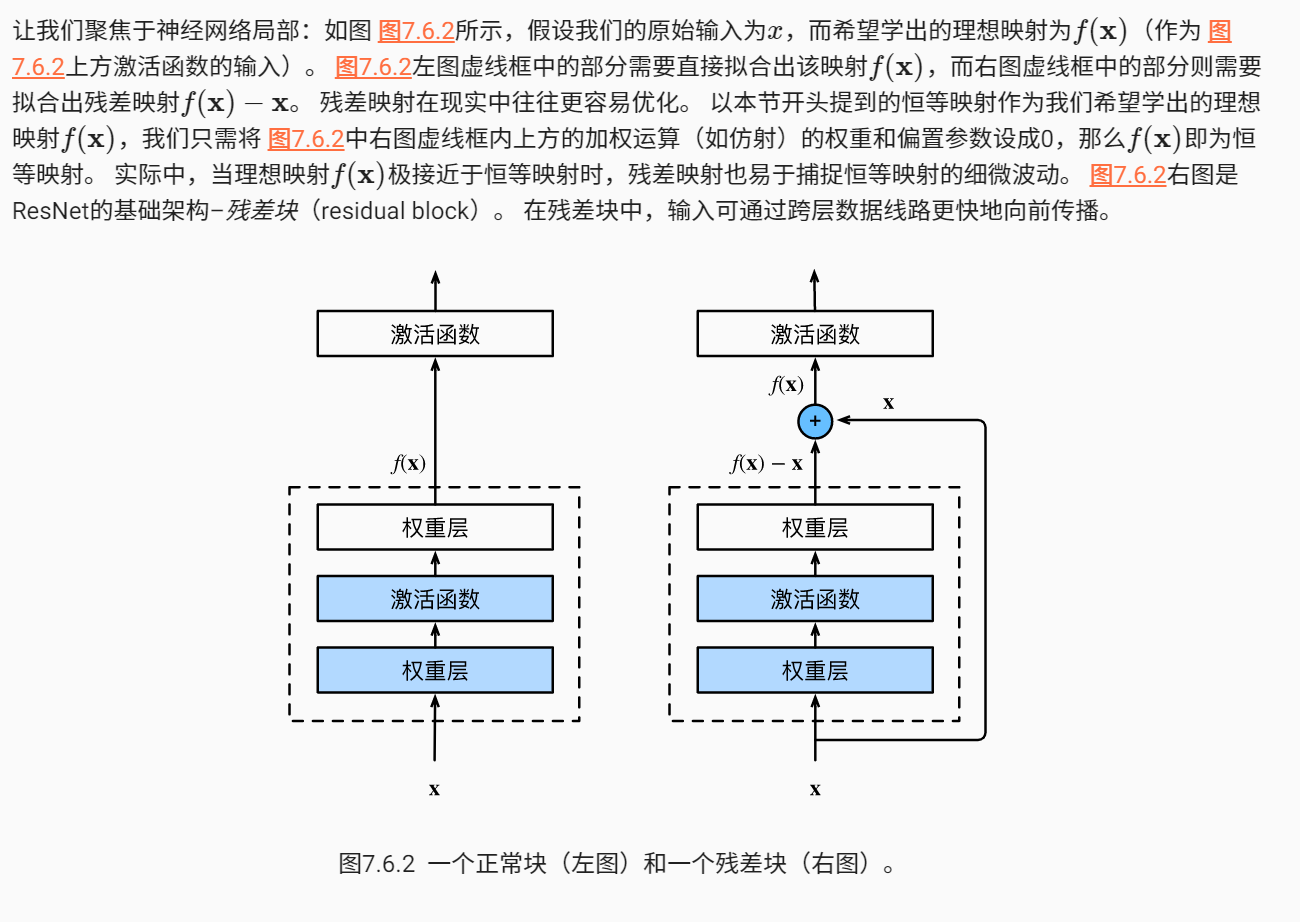 让我们聚焦于神经网络局部：如图 图7.6.2所示，假设我们的原始输入为x，而希望学出的理想映射为f(x)（作为 图
7.6.2上方激活函数的输入）。 图7.6.2左图虚线框中的部分需要直接拟合出该映射f(x)，而右图虚线框中的部分则需要
拟合出残差映射f(x) − x。 残差映射在现实中往往更容易优化。 以本节开头提到的恒等映射作为我们希望学出的理想
映射f(x)，我们只需将 图7.6.2中右图虚线框内上方的加权运算（如仿射）的权重和偏置参数设成0，那么f(x)即为恒
等映射。 实际中，当理想映射f(x)极接近于恒等映射时，残差映射也易于捕捉恒等映射的细微波动。 图7.6.2右图是
ResNet的基础架构–残差块（residual block）。 在残差块中，输入可通过跨层数据线路更快地向前传播。
激活函数
f(x)
权重层
激活函数
权重层
x
激活函数
f(x)
x
+
f(x) − x
权重层
激活函数
权重层
x
图7.6.2 一个正常块（左图）和一个残差块（右图）。